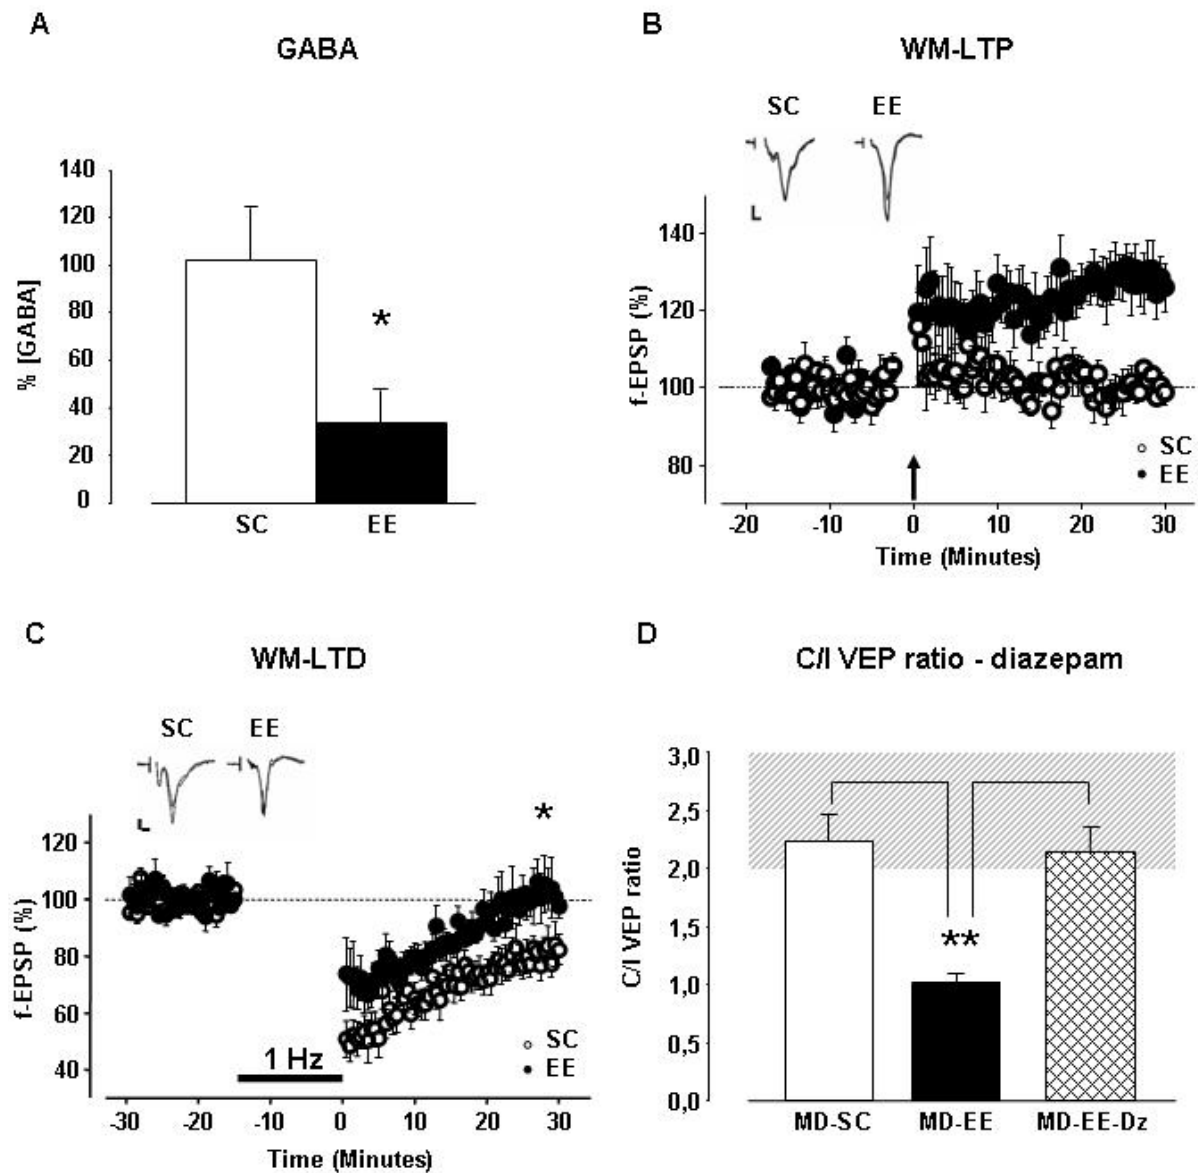 A
GABA
140
120
100
80
60
40
20
0
% [GABA]
*
SC EE
B
WM-LTP
SC EE
140
120
100
80
f-EPSP (%)
SC
EE
-20 -10 0 10 20 30
Time (Minutes)
C
WM-LTD
SC EE
*
120
100
80
60
40
f-EPSP (%)
1 Hz
SC
EE
-30 -20 -10 0 10 20 30
Time (Minutes)
D
C/I VEP ratio - diazepam
3,0
2,5
2,0
1,5
1,0
0,5
0,0
C/I VEP ratio
**
MD-SC MD-EE MD-EE-Dz